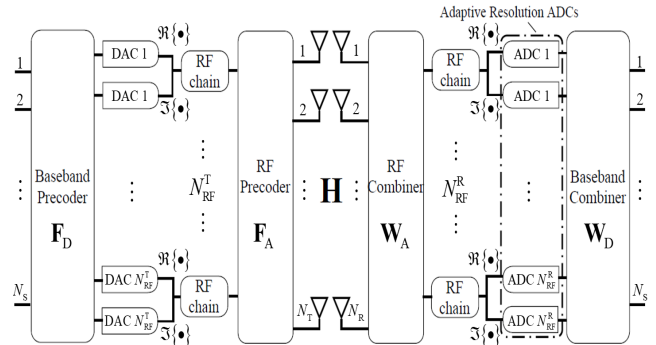 Adaptive Resolution ADCs
ℜ{•}
ℜ{•}
DAC 1
RF
chain
1
1
RF
chain
ADC 1
1
1
DAC 1
ℑ{•}
ℑ{•}
ADC 1
2
2
2
2
Baseband
Precoder
F_D
N_RF^T
RF
Precoder
F_A
H
RF
Combiner
W_A
N_RF^R
Baseband
Combiner
W_D
ℜ{•}
ℜ{•}
DAC N_RF^T
RF
chain
RF
chain
ADC N_RF^R
N_s
N_T
N_R
N_s
DAC N_RF^T
ℑ{•}
ℑ{•}
ADC N_RF^R